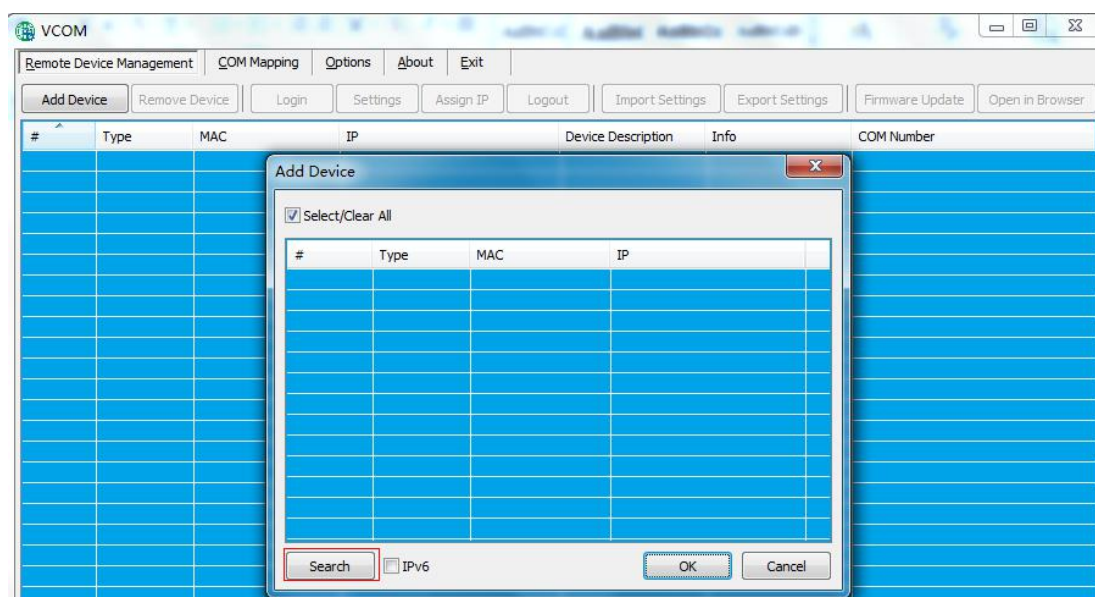 VCOM
Remote Device Management COM Mapping Options About Exit
Add Device Remove Device Login Settings Assign IP Logout Import Settings Export Settings Firmware Update Open in Browser
# Type MAC IP Device Description Info COM Number
Add Device
Select/Clear All
# Type MAC IP
Search IPv6 OK Cancel